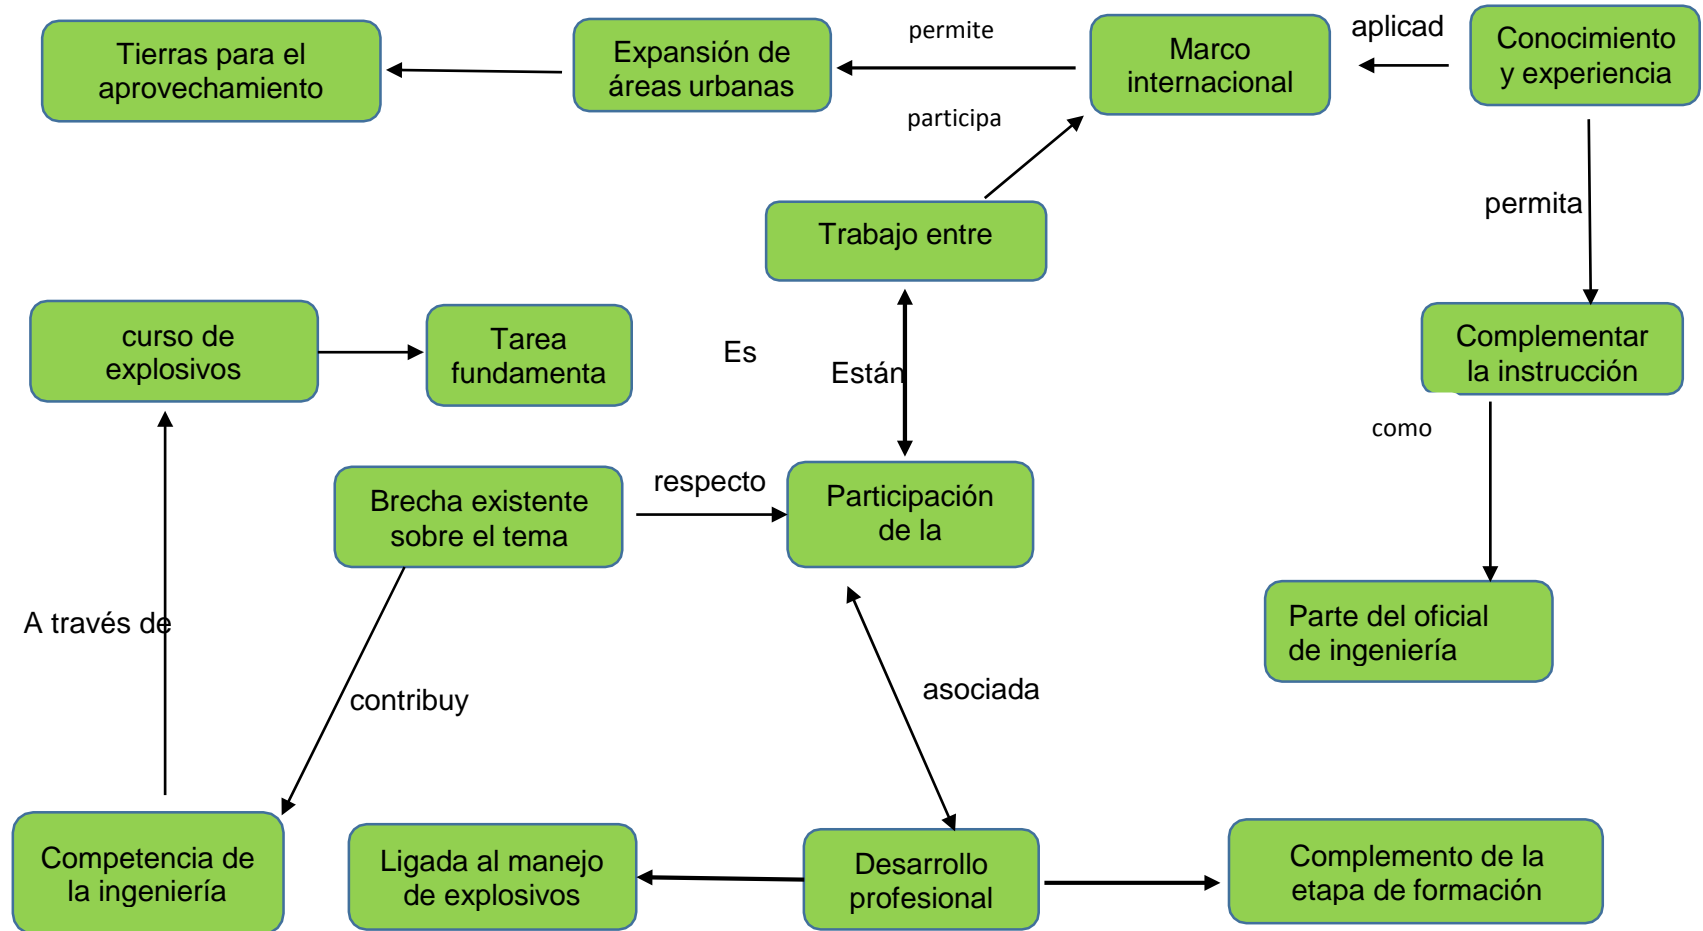 Tierras para el
aprovechamiento
Expansión de
áreas urbanas
permite
Marco
internacional
aplicad
Conocimiento
y experiencia
participa
permita
Trabajo entre
curso de
explosivos
Tarea
fundamenta
Es
Están
Complementar
la instrucción
como
Brecha existente
sobre el tema
respecto
Participación
de la
A través de
contribuy
asociada
Parte del oficial
de ingeniería
Competencia de
la ingeniería
Ligada al manejo
de explosivos
Desarrollo
profesional
Complemento de la
etapa de formación